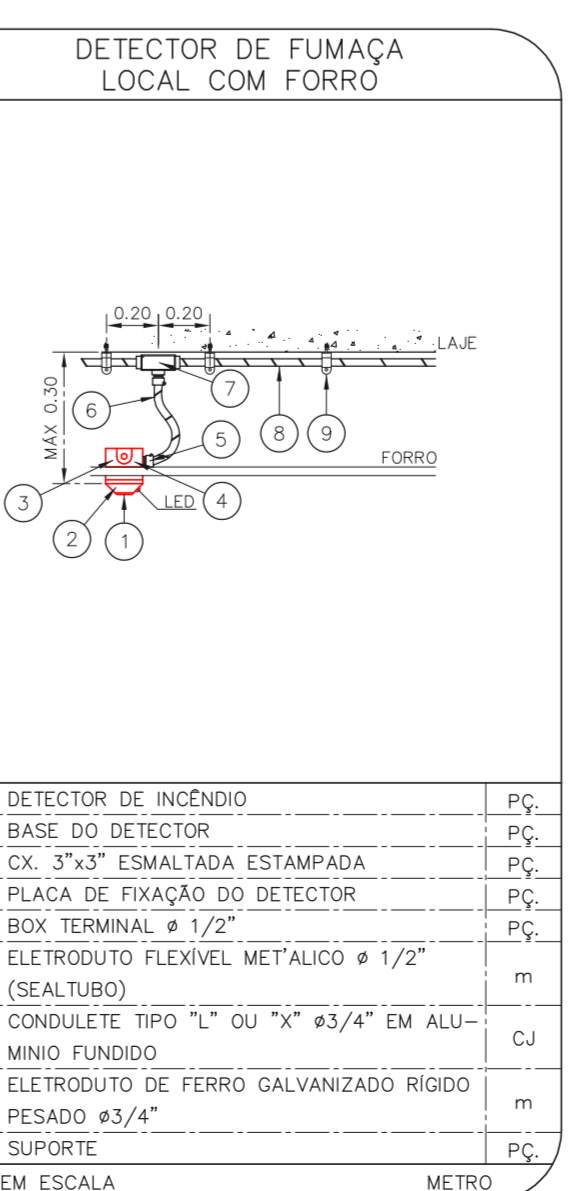 DETECTOR DE FUMAÇA
LOCAL COM FORRO
0.20 0.20
LAJE
MÁX 0.30
7
6
5
8
9
FORRO
3
LED
4
2
1
DETECTOR DE INCÊNDIO PÇ.
BASE DO DETECTOR PÇ.
CX. 3"x3" ESMALTADA ESTAMPADA PÇ.
PLACA DE FIXAÇÃO DO DETECTOR PÇ.
BOX TERMINAL ø 1/2" PÇ.
ELETRODUTO FLEXÍVEL MET'ALICO ø 1/2"
(SEALTUBO) m
CONDULETE TIPO "L" OU "X" ø3/4" EM ALU-
MINIO FUNDIDO CJ
ELETRODUTO DE FERRO GALVANIZADO RÍGIDO
PESADO ø3/4" m
SUPORTE PÇ.
EM ESCALA METRO